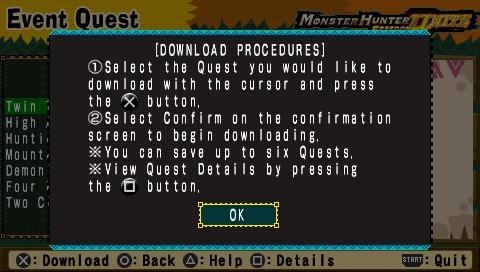 Event Quest
MONSTER HUNTER
FREEDOM UNITE
[DOWNLOAD PROCEDURES]
①Select the Quest you would like to
download with the cursor and press
the Ⓧ button.
②Select Confirm on the confirmation
screen to begin downloading.
※You can save up to six Quests.
※View Quest Details by pressing
the □ button.
OK
Twin
High
Hunti
Mount
Demon
Four
Two C
Ⓧ: Download ○: Back △: Help □: Details START: Quit